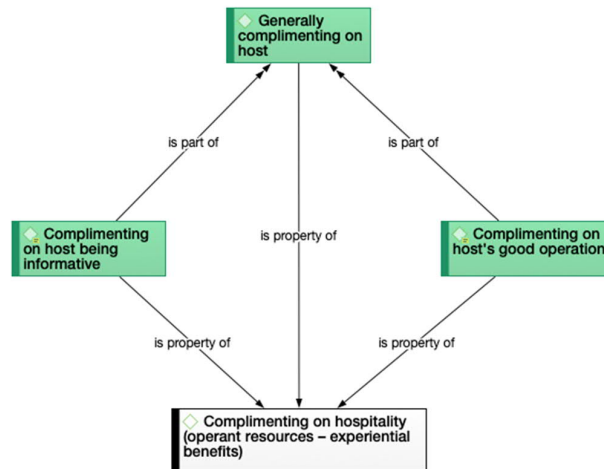 Generally
complimenting on
host
is part of
is part of
Complimenting
on host being
informative
is property of
Complimenting on
host's good operation
is property of
is property of
Complimenting on hospitality
(operant resources – experiential
benefits)